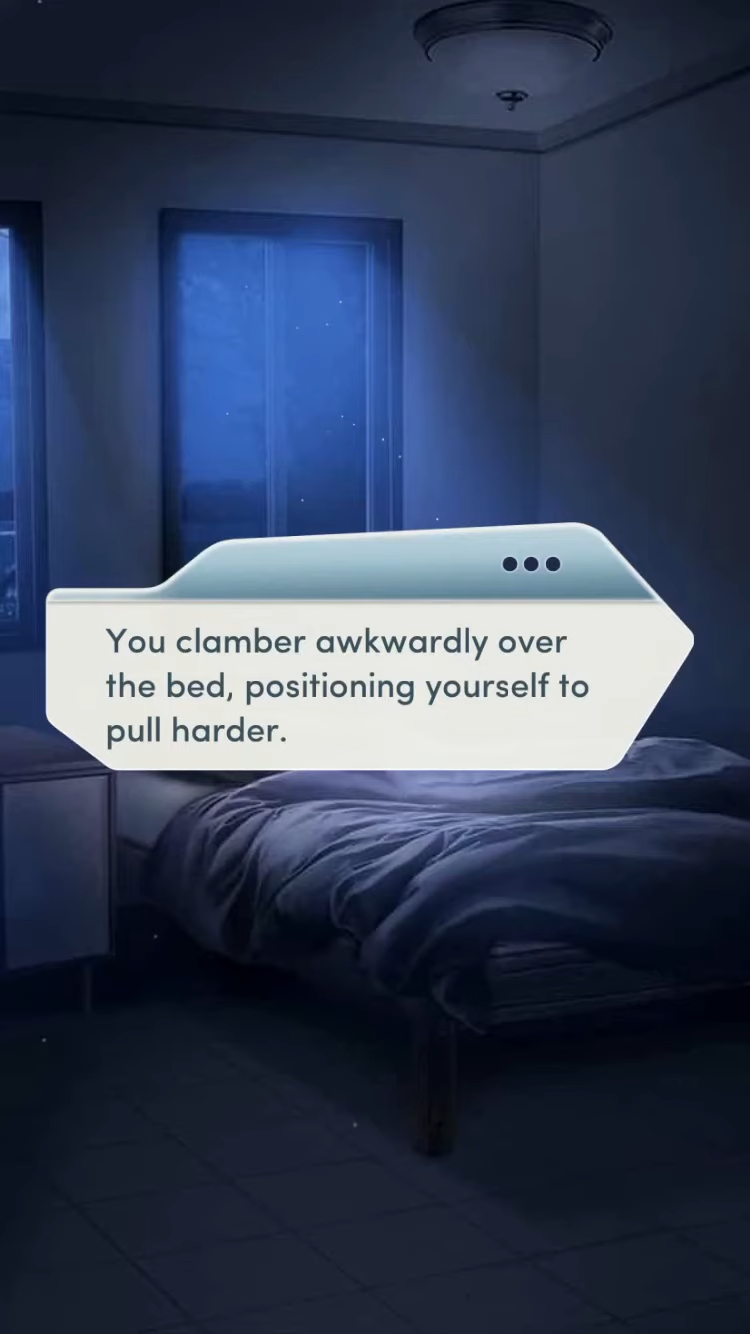 You clamber awkwardly over
the bed, positioning yourself to
pull harder.